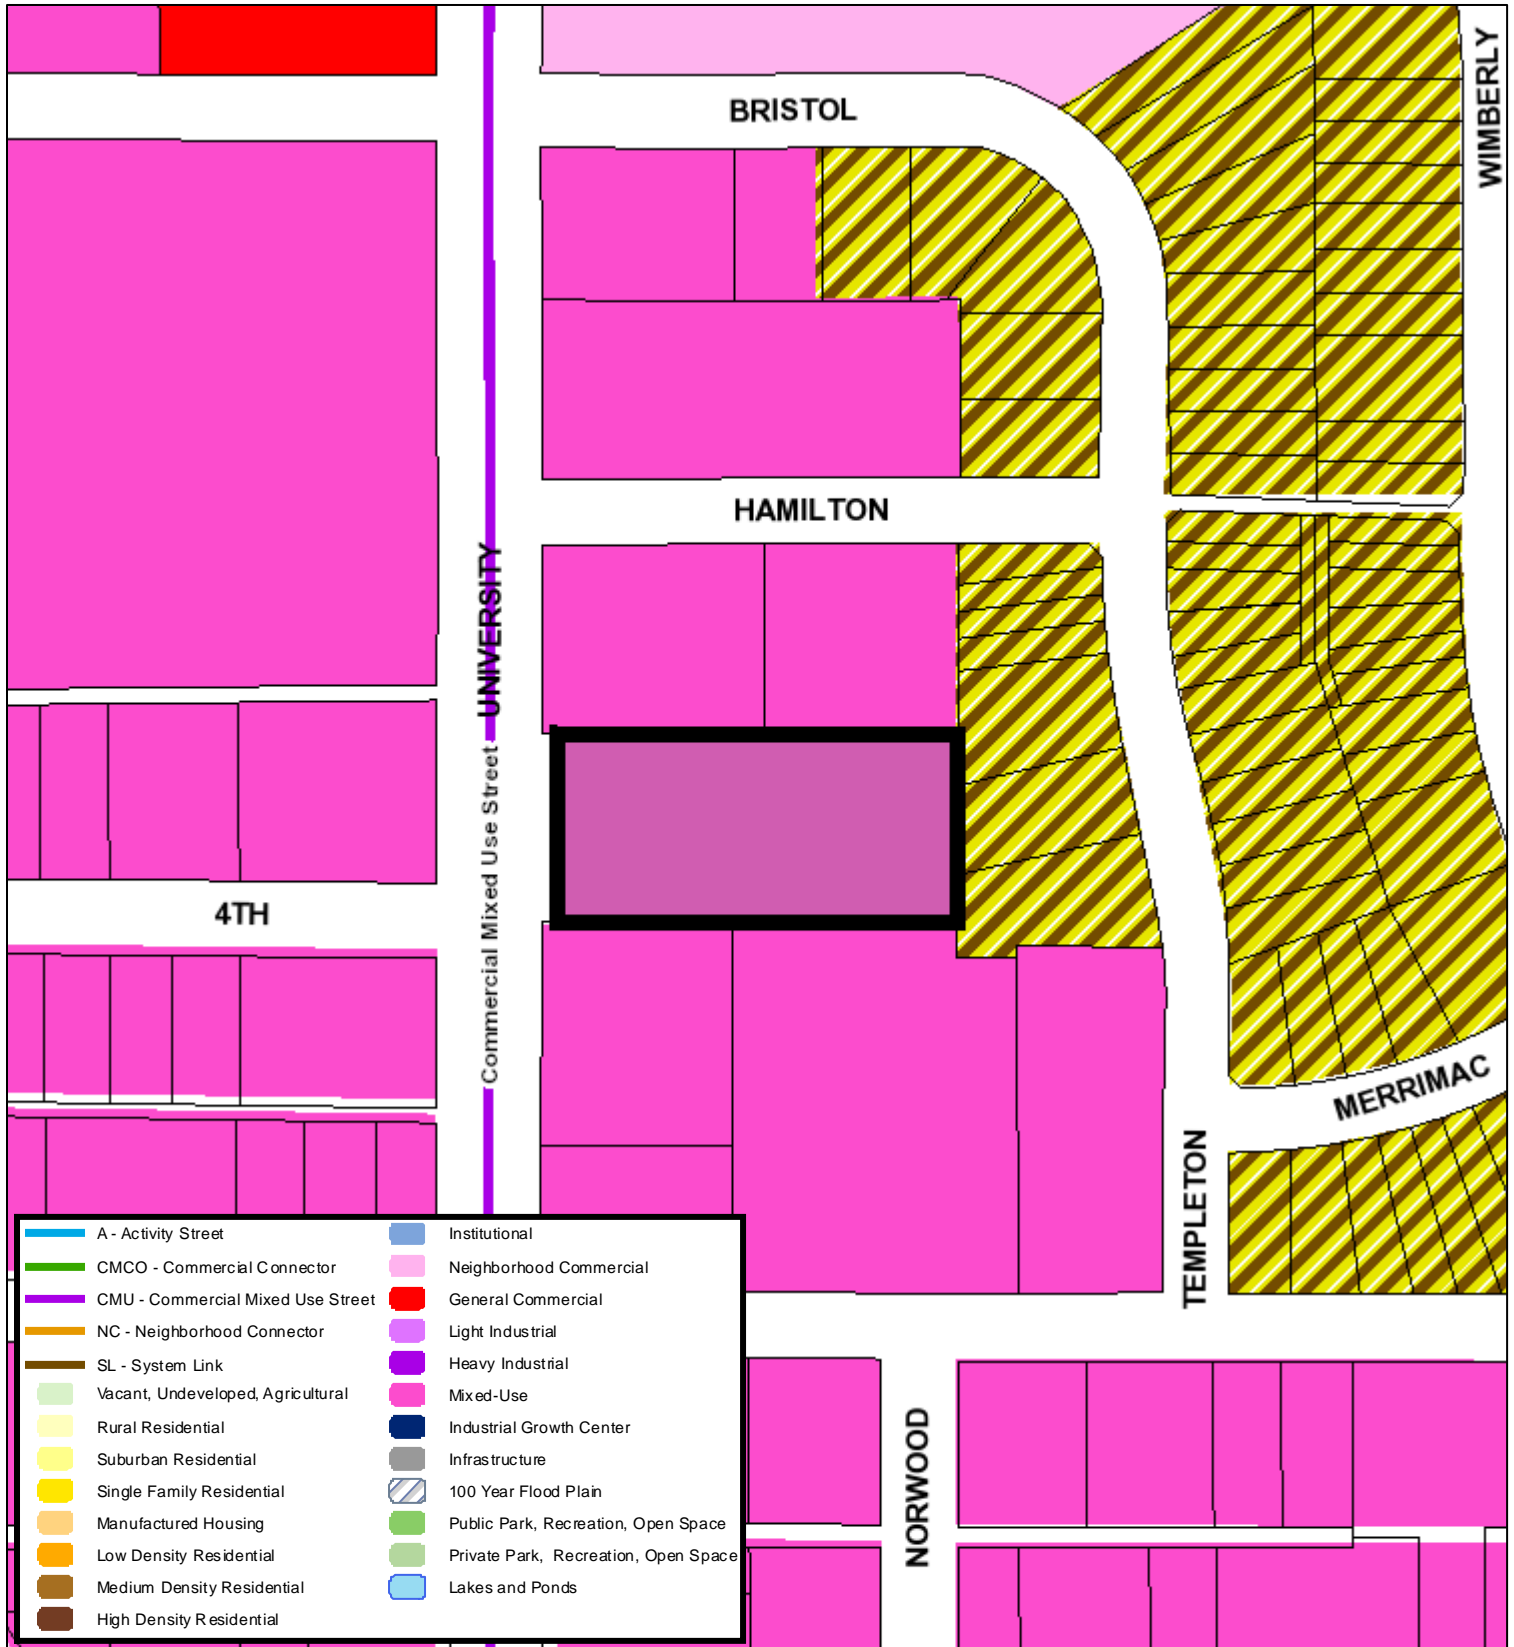 WIMBERLY
BRISTOL
HAMILTON
UNIVERSITY
Commercial Mixed Use Street
4TH
MERRIMAC
TEMPLETON
NORWOOD
A - Activity Street
CMCO - Commercial Connector
CMU - Commercial Mixed Use Street
NC - Neighborhood Connector
SL - System Link
Vacant, Undeveloped, Agricultural
Rural Residential
Suburban Residential
Single Family Residential
Manufactured Housing
Low Density Residential
Medium Density Residential
High Density Residential
Institutional
Neighborhood Commercial
General Commercial
Light Industrial
Heavy Industrial
Mixed-Use
Industrial Growth Center
Infrastructure
100 Year Flood Plain
Public Park, Recreation, Open Space
Private Park, Recreation, Open Space
Lakes and Ponds